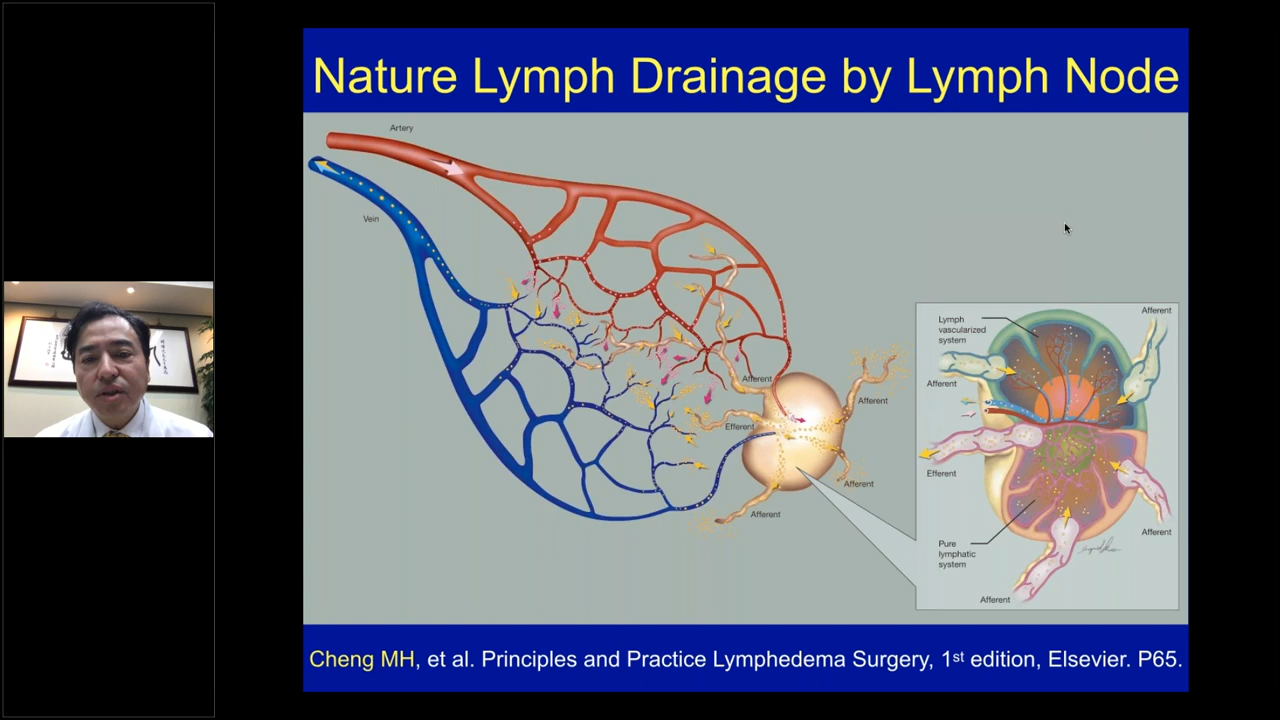 Nature Lymph Drainage by Lymph Node
Artery
Vein
Afferent
Afferent
Efferent
Afferent
Afferent
Lymph
vascularized
system
Afferent
Afferent
Efferent
Afferent
Pure
lymphatic
system
Afferent
Cheng MH, et al. Principles and Practice Lymphedema Surgery, 1st edition, Elsevier. P65.